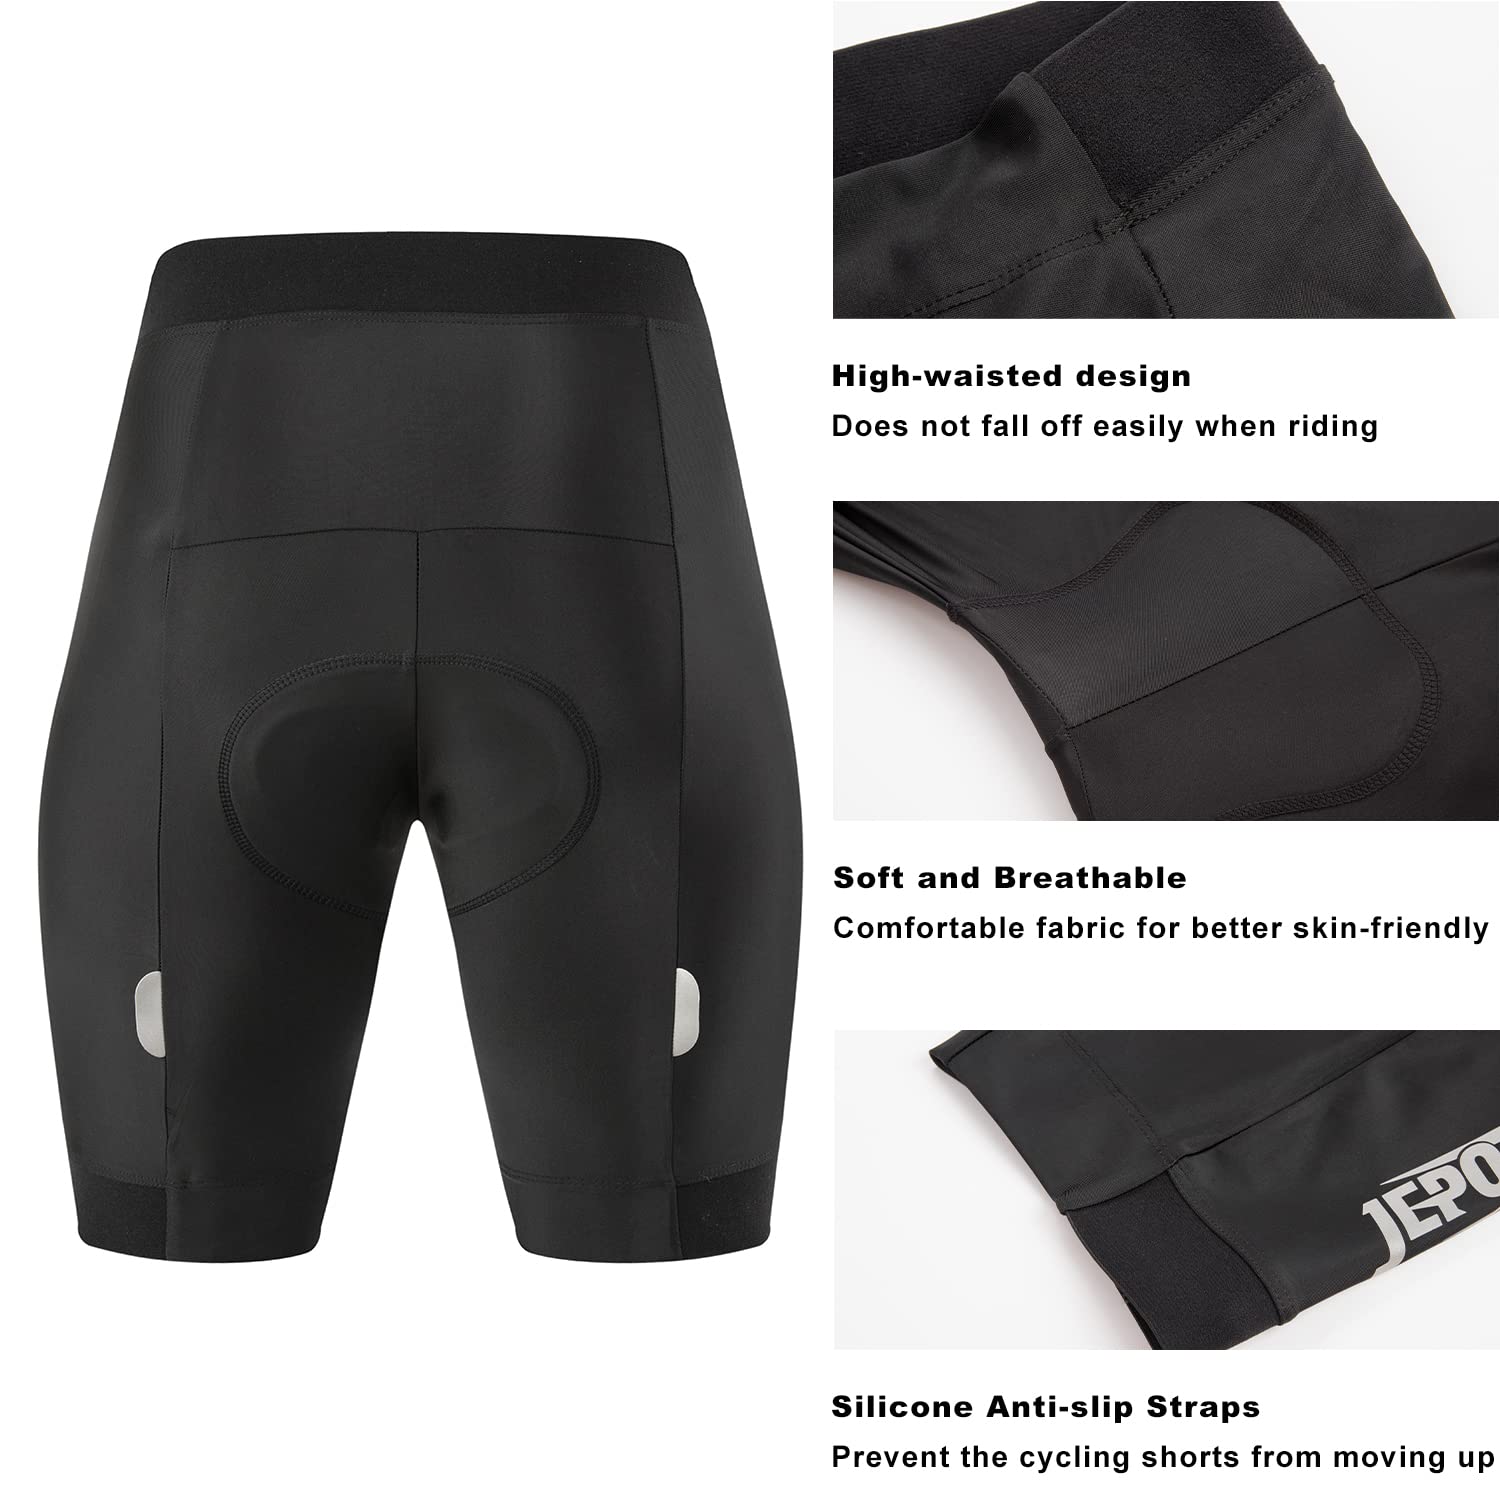 High-waisted design
Does not fall off easily when riding
Soft and Breathable
Comfortable fabric for better skin-friendly
JEPO
Silicone Anti-slip Straps
Prevent the cycling shorts from moving up